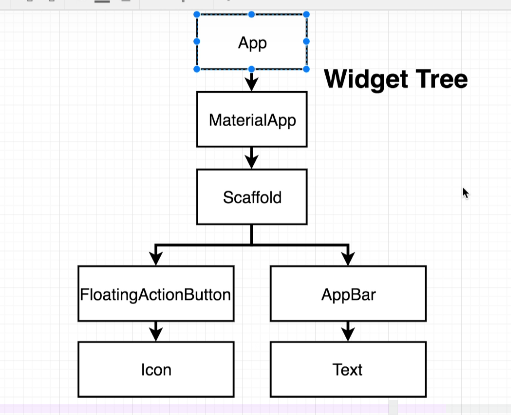 App
Widget Tree
MaterialApp
Scaffold
FloatingActionButton
AppBar
Icon
Text